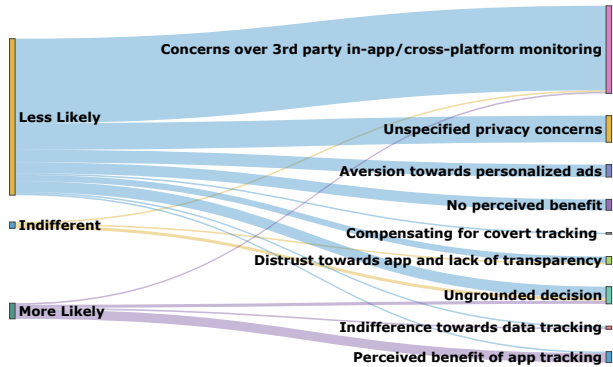 Concerns over 3rd party in-app/cross-platform monitoring
Less Likely
Unspecified privacy concerns
Aversion towards personalized ads
No perceived benefit
Indifferent
Compensating for covert tracking
Distrust towards app and lack of transparency
Ungrounded decision
More Likely
Indifference towards data tracking
Perceived benefit of app tracking